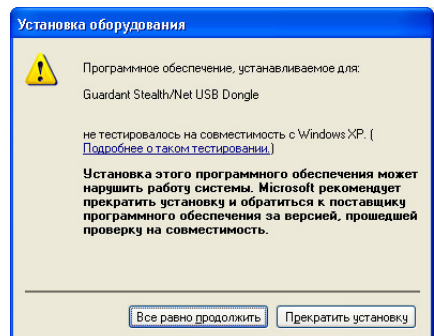 Установка оборудования
Программное обеспечение, устанавливаемое для:
Guardant Stealth/Net USB Dongle
не тестировалось на совместимость с Windows XP. (
Подробнее о таком тестировании.)
Установка этого программного обеспечения может
нарушить работу системы. Microsoft рекомендует
прекратить установку и обратиться к поставщику
программного обеспечения за версией, прошедшей
проверку на совместимость.
Все равно продолжить
Прекратить установку